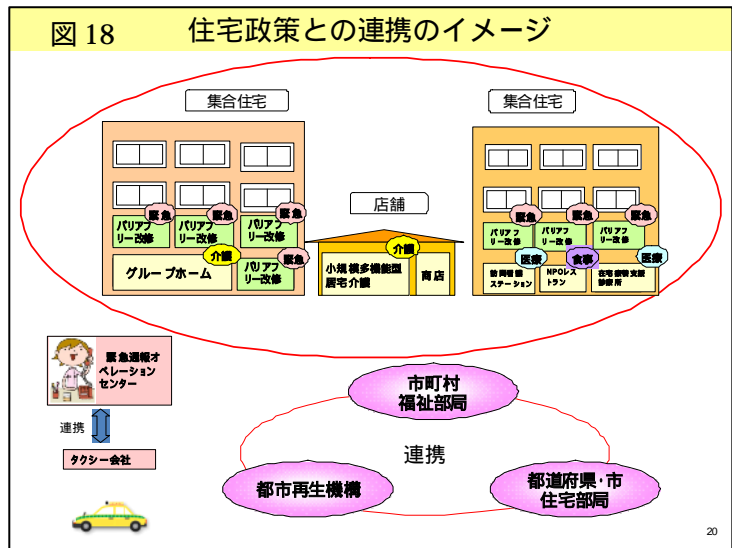 図18 住宅政策との連携のイメージ
集合住宅
集合住宅
店舗
緊急
緊急
緊急
バリアフ
リー改修
バリアフ
リー改修
バリアフ
リー改修
介護
緊急
グループホーム
バリアフ
リー改修
介護
小規模多機能型
居宅介護
商店
緊急
緊急
緊急
バリアフ
リー改修
バリアフ
リー改修
バリアフ
リー改修
医療
食事
医療
訪問看護
ステーション
NPOレス
トラン
在宅療養支援
診療所
緊急通報オ
ペレーション
センター
連携
タクシー会社
市町村
福祉部局
連携
都市再生機構
都道府県・市
住宅部局
20